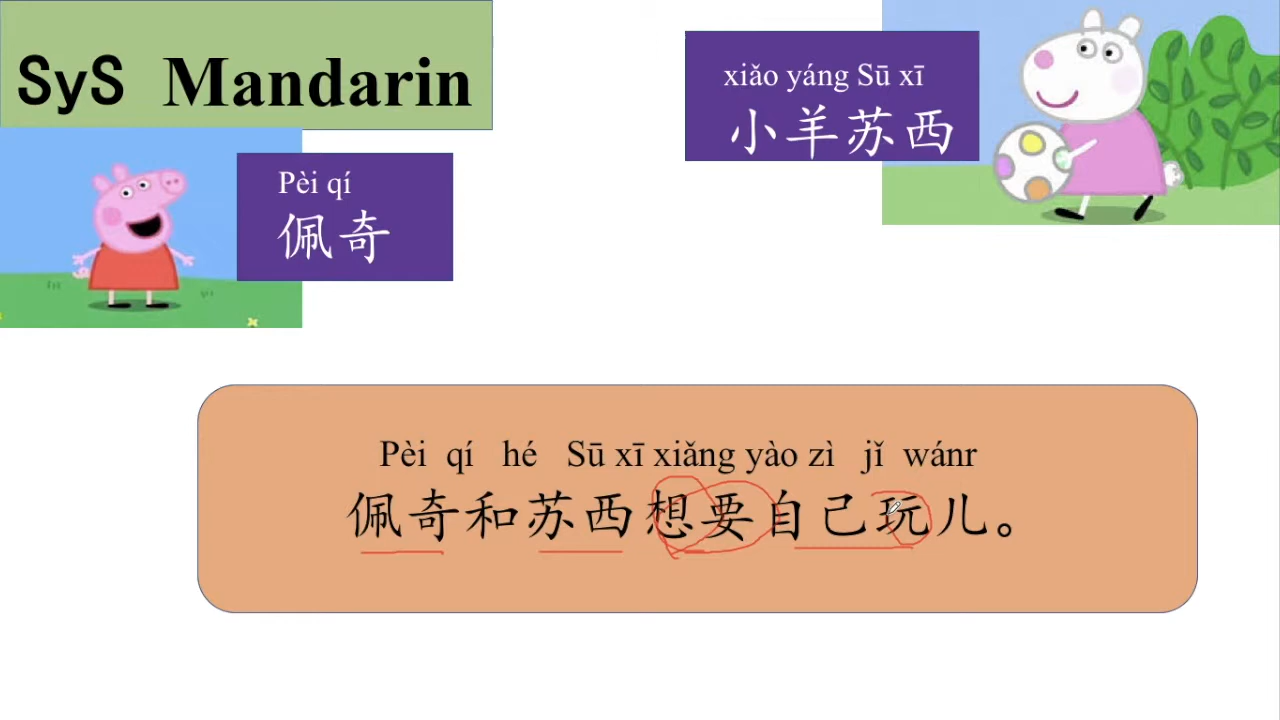 SyS Mandarin
xiǎo yáng Sū xī
小羊苏西
Pèi qí
佩奇
Pèi qí hé Sū xī xiǎng yào zì jǐ wánr
佩奇和苏西想要自己玩儿。